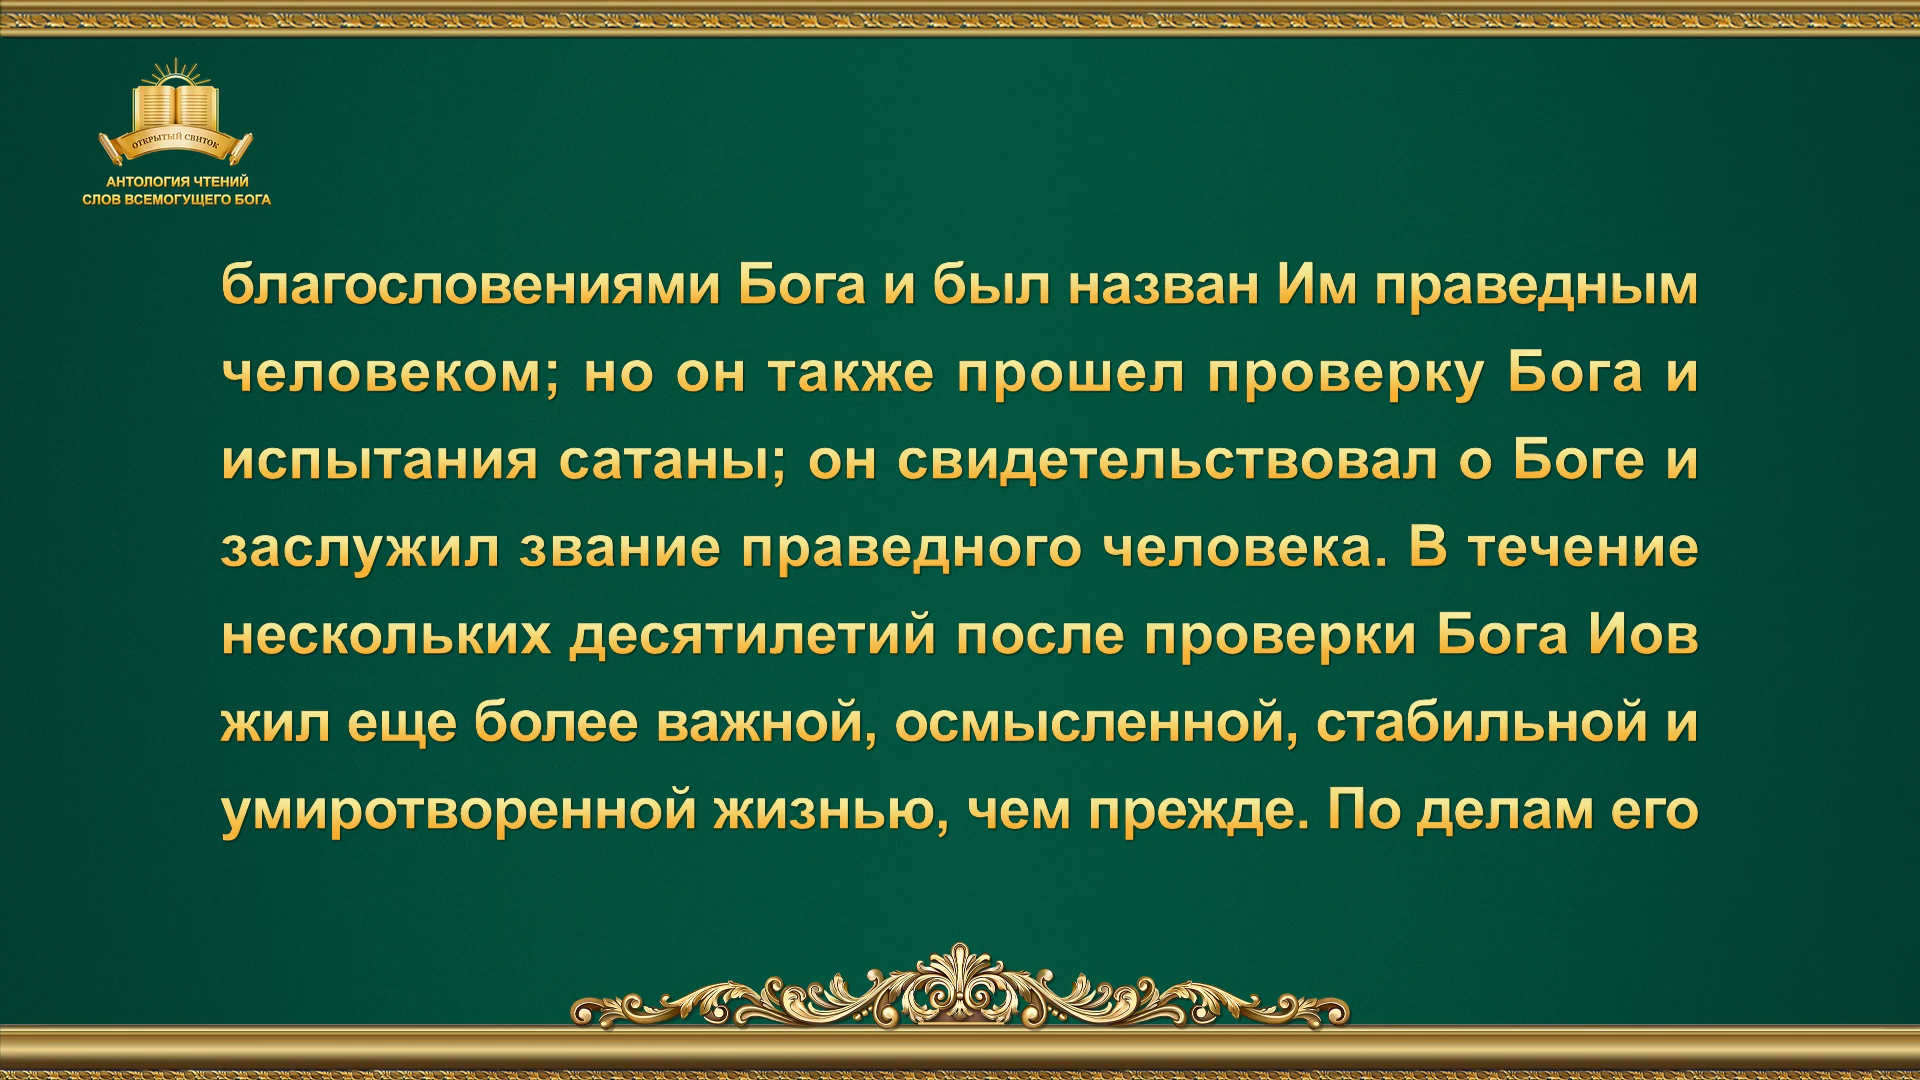 ОТКРЫТЫЙ СВИТОК
АНТОЛОГИЯ ЧТЕНИЙ
СЛОВ ВСЕМОГУЩЕГО БОГА
благословениями Бога и был назван Им праведным
человеком; но он также прошел проверку Бога и
испытания сатаны; он свидетельствовал о Боге и
заслужил звание праведного человека. В течение
нескольких десятилетий после проверки Бога Иов
жил еще более важной, осмысленной, стабильной и
умиротворенной жизнью, чем прежде. По делам его